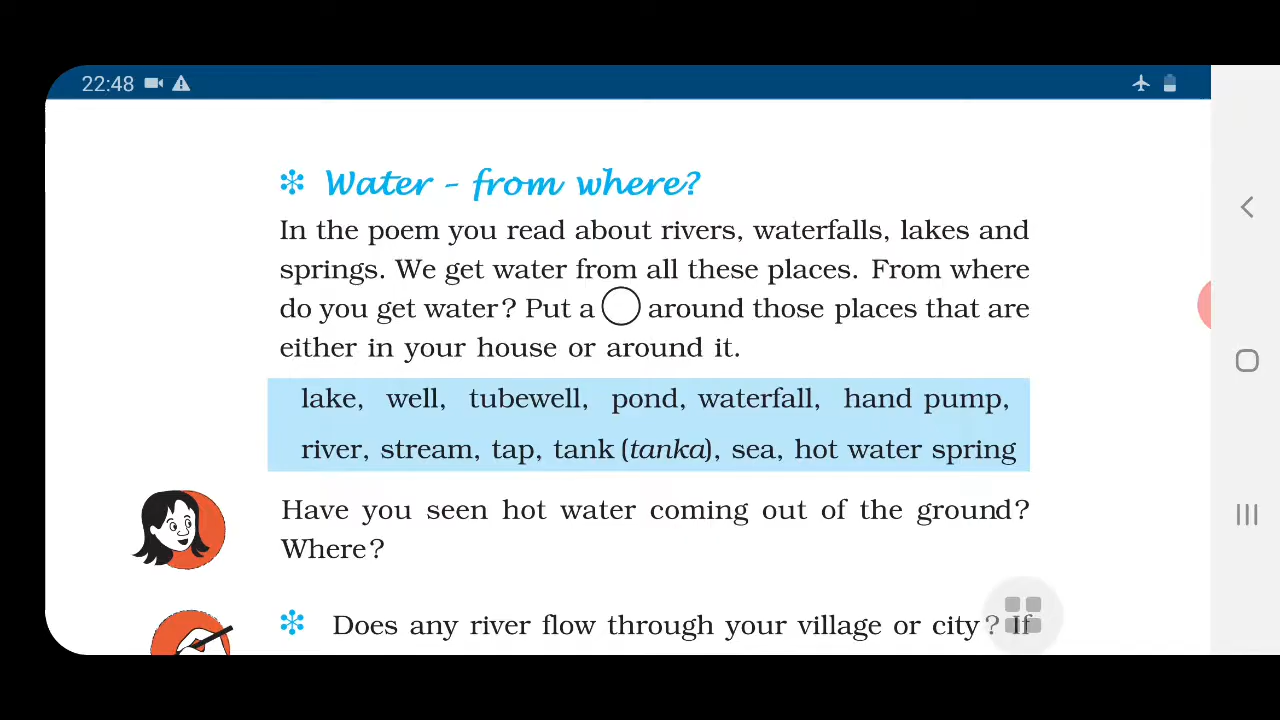 22:48
Water - from where?
In the poem you read about rivers, waterfalls, lakes and
springs. We get water from all these places. From where
do you get water? Put a around those places that are
either in your house or around it.
lake, well, tubewell, pond, waterfall, hand pump,
river, stream, tap, tank (tanka), sea, hot water spring
Have you seen hot water coming out of the ground?
Where?
Does any river flow through your village or city? If